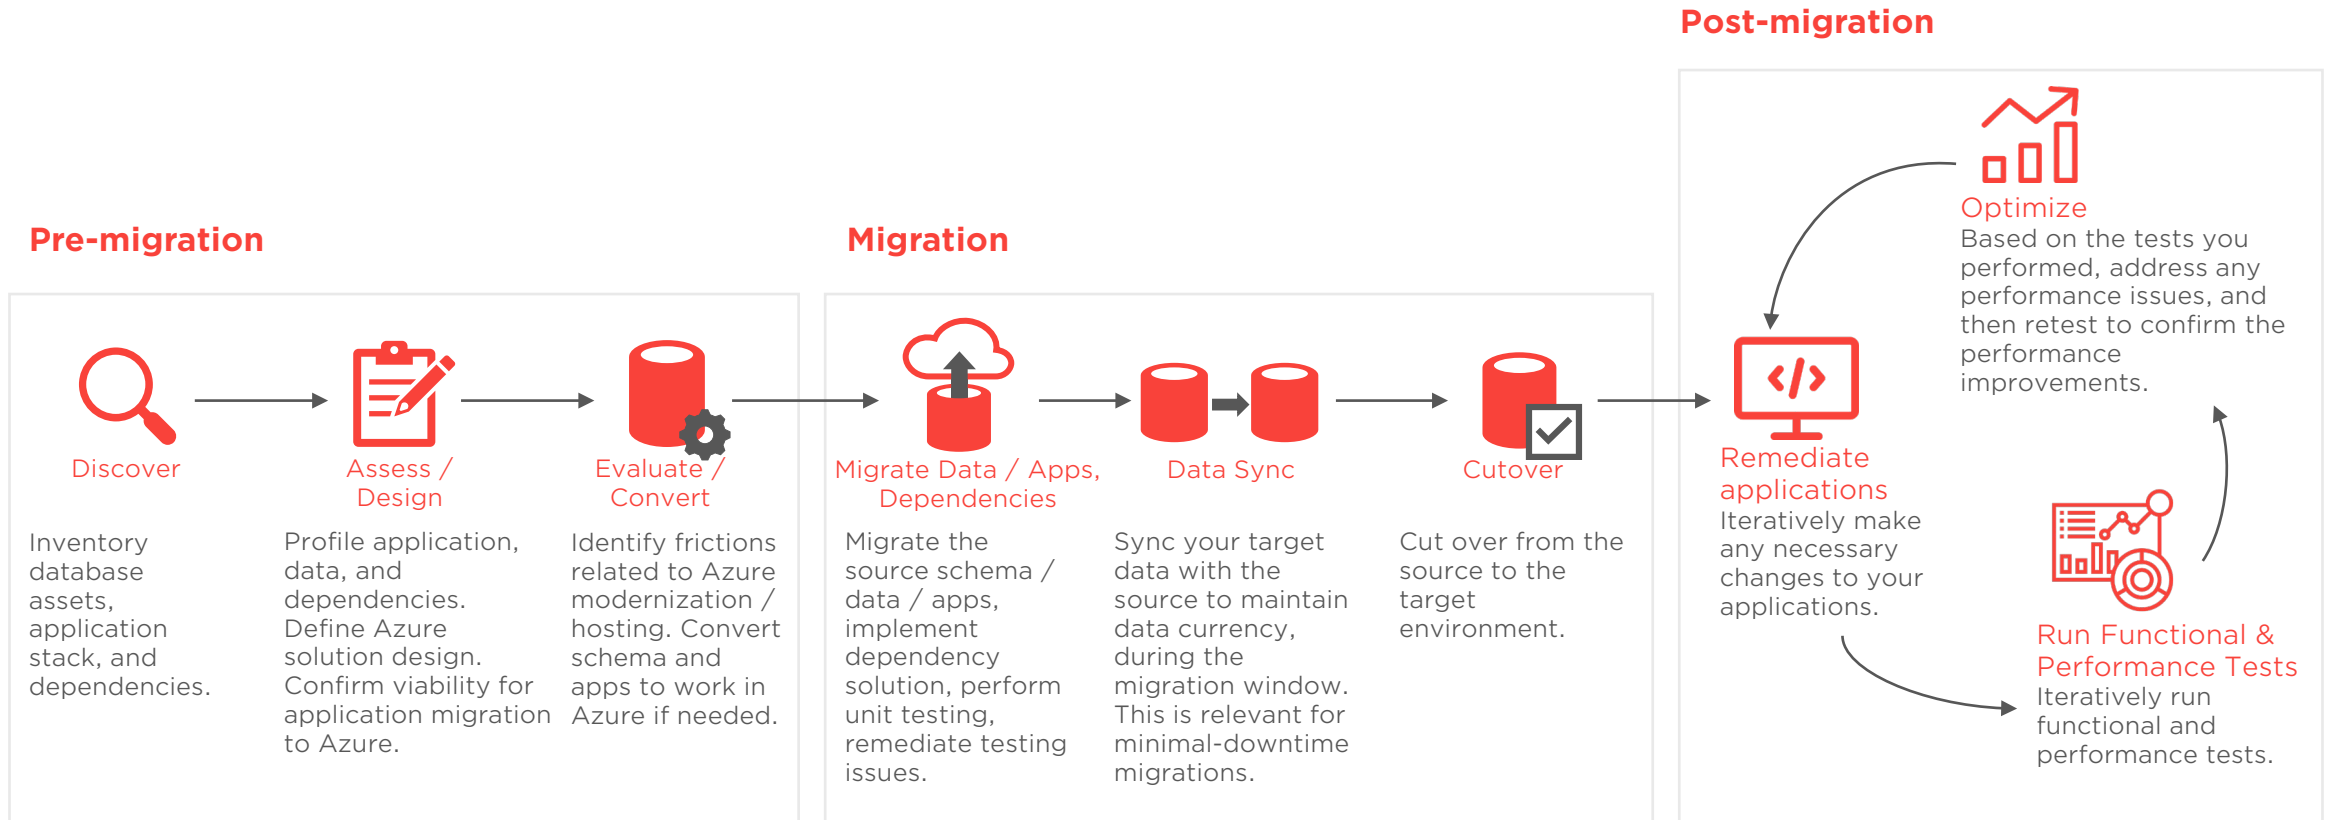 Post-migration
Optimize
Based on the tests you
performed, address any
performance issues, and
then retest to confirm the
performance
improvements.
Pre-migration
Migration
Discover
Inventory
database
assets,
application
stack, and
dependencies.
Assess /
Design
Profile application,
data, and
dependencies.
Define Azure
solution design.
Confirm viability for
application migration
to Azure.
Evaluate /
Convert
Identify frictions
related to Azure
modernization /
hosting. Convert
schema and
apps to work in
Azure if needed.
Migrate Data / Apps,
Dependencies
Migrate the
source schema /
data / apps,
implement
dependency
solution, perform
unit testing,
remediate testing
issues.
Data Sync
Sync your target
data with the
source to maintain
data currency,
during the
migration window.
This is relevant for
minimal-downtime
migrations.
Cutover
Cut over from the
source to the
target
environment.
</>
Remediate
applications
Iteratively make
any necessary
changes to your
applications.
Run Functional &
Performance Tests
Iteratively run
functional and
performance tests.